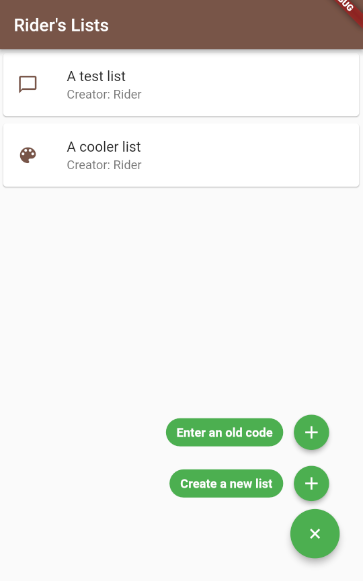 Rider's Lists
A test list
Creator: Rider
A cooler list
Creator: Rider
Enter an old code
Create a new list